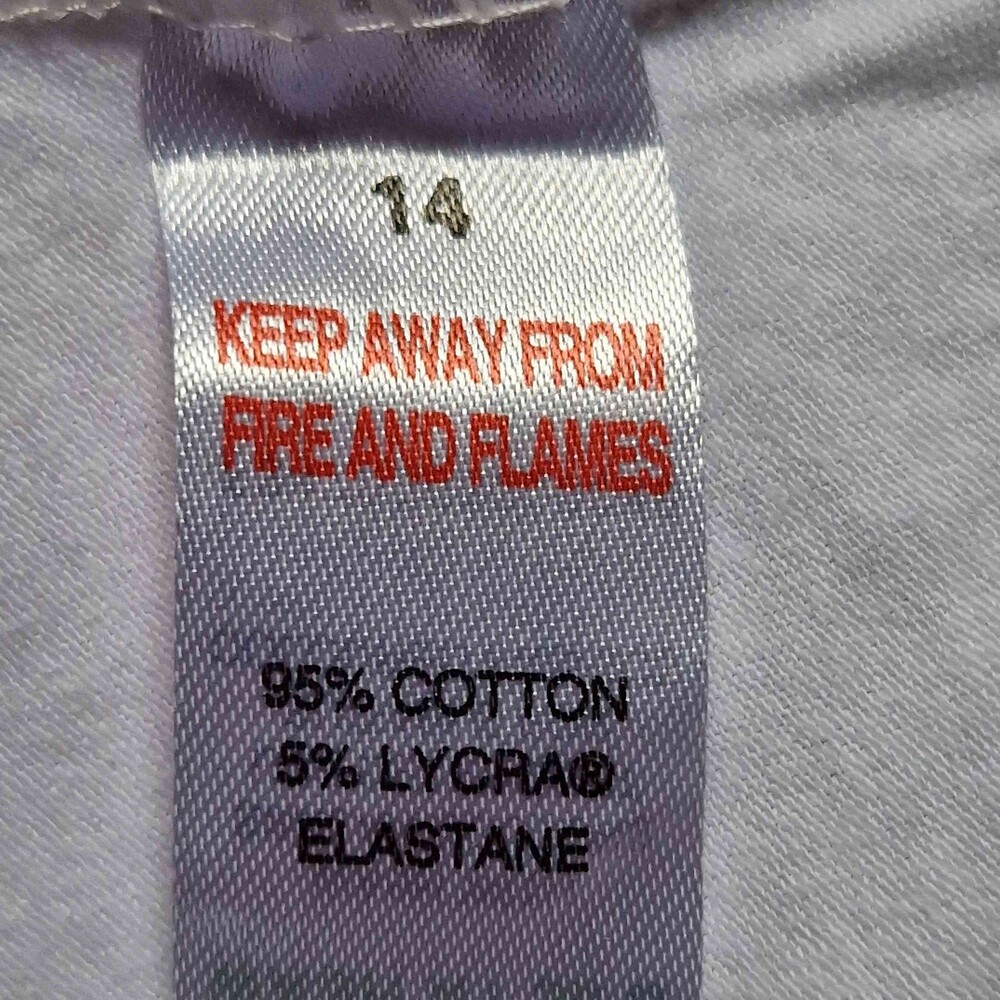 14
KEEP AWAY FROM
FIRE AND FLAMES
95% COTTON
5% LYCRA®
ELASTANE